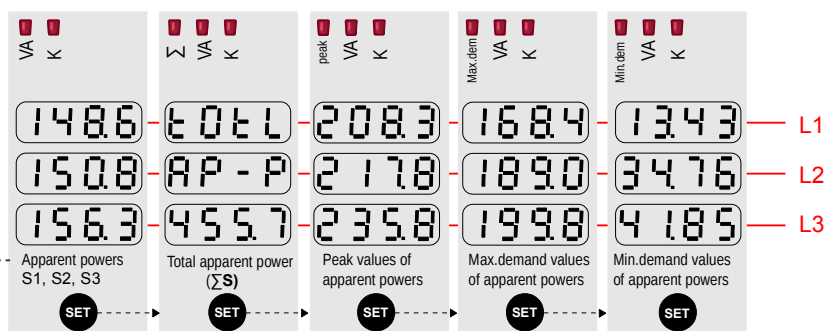 VA K
Σ VA K
peak VA K
Max.dem VA K
Min.dem VA K
148.6 totL 208.3 168.4 13.43 L1
150.8 AP-P 217.8 189.0 34.76 L2
156.3 455.7 235.8 199.8 41.85 L3
Apparent powers
S1, S2, S3
Total apparent power
(∑S)
Peak values of
apparent powers
Max.demand values
of apparent powers
Min.demand values
of apparent powers
SET SET SET SET SET